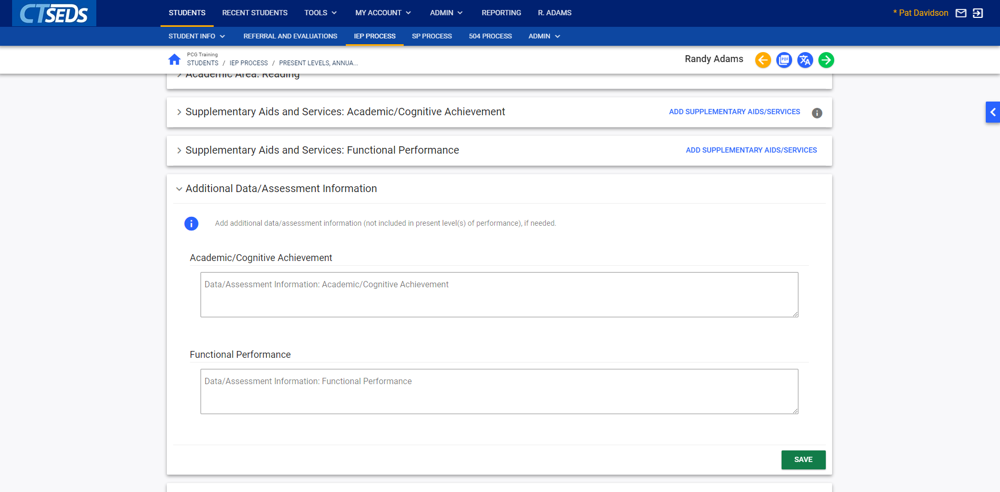 CTSEDS
STUDENTS RECENT STUDENTS TOOLS MY ACCOUNT ADMIN REPORTING R. ADAMS
* Pat Davidson
STUDENT INFO REFERRAL AND EVALUATIONS IEP PROCESS SP PROCESS 504 PROCESS ADMIN
PCG Training
STUDENTS / IEP PROCESS / PRESENT LEVELS, ANNUA...
Randy Adams
PDF
Academic Area: Reading
Supplementary Aids and Services: Academic/Cognitive Achievement
ADD SUPPLEMENTARY AIDS/SERVICES
Supplementary Aids and Services: Functional Performance
ADD SUPPLEMENTARY AIDS/SERVICES
Additional Data/Assessment Information
Add additional data/assessment information (not included in present level(s) of performance), if needed.
Academic/Cognitive Achievement
Data/Assessment Information: Academic/Cognitive Achievement
Functional Performance
Data/Assessment Information: Functional Performance
SAVE